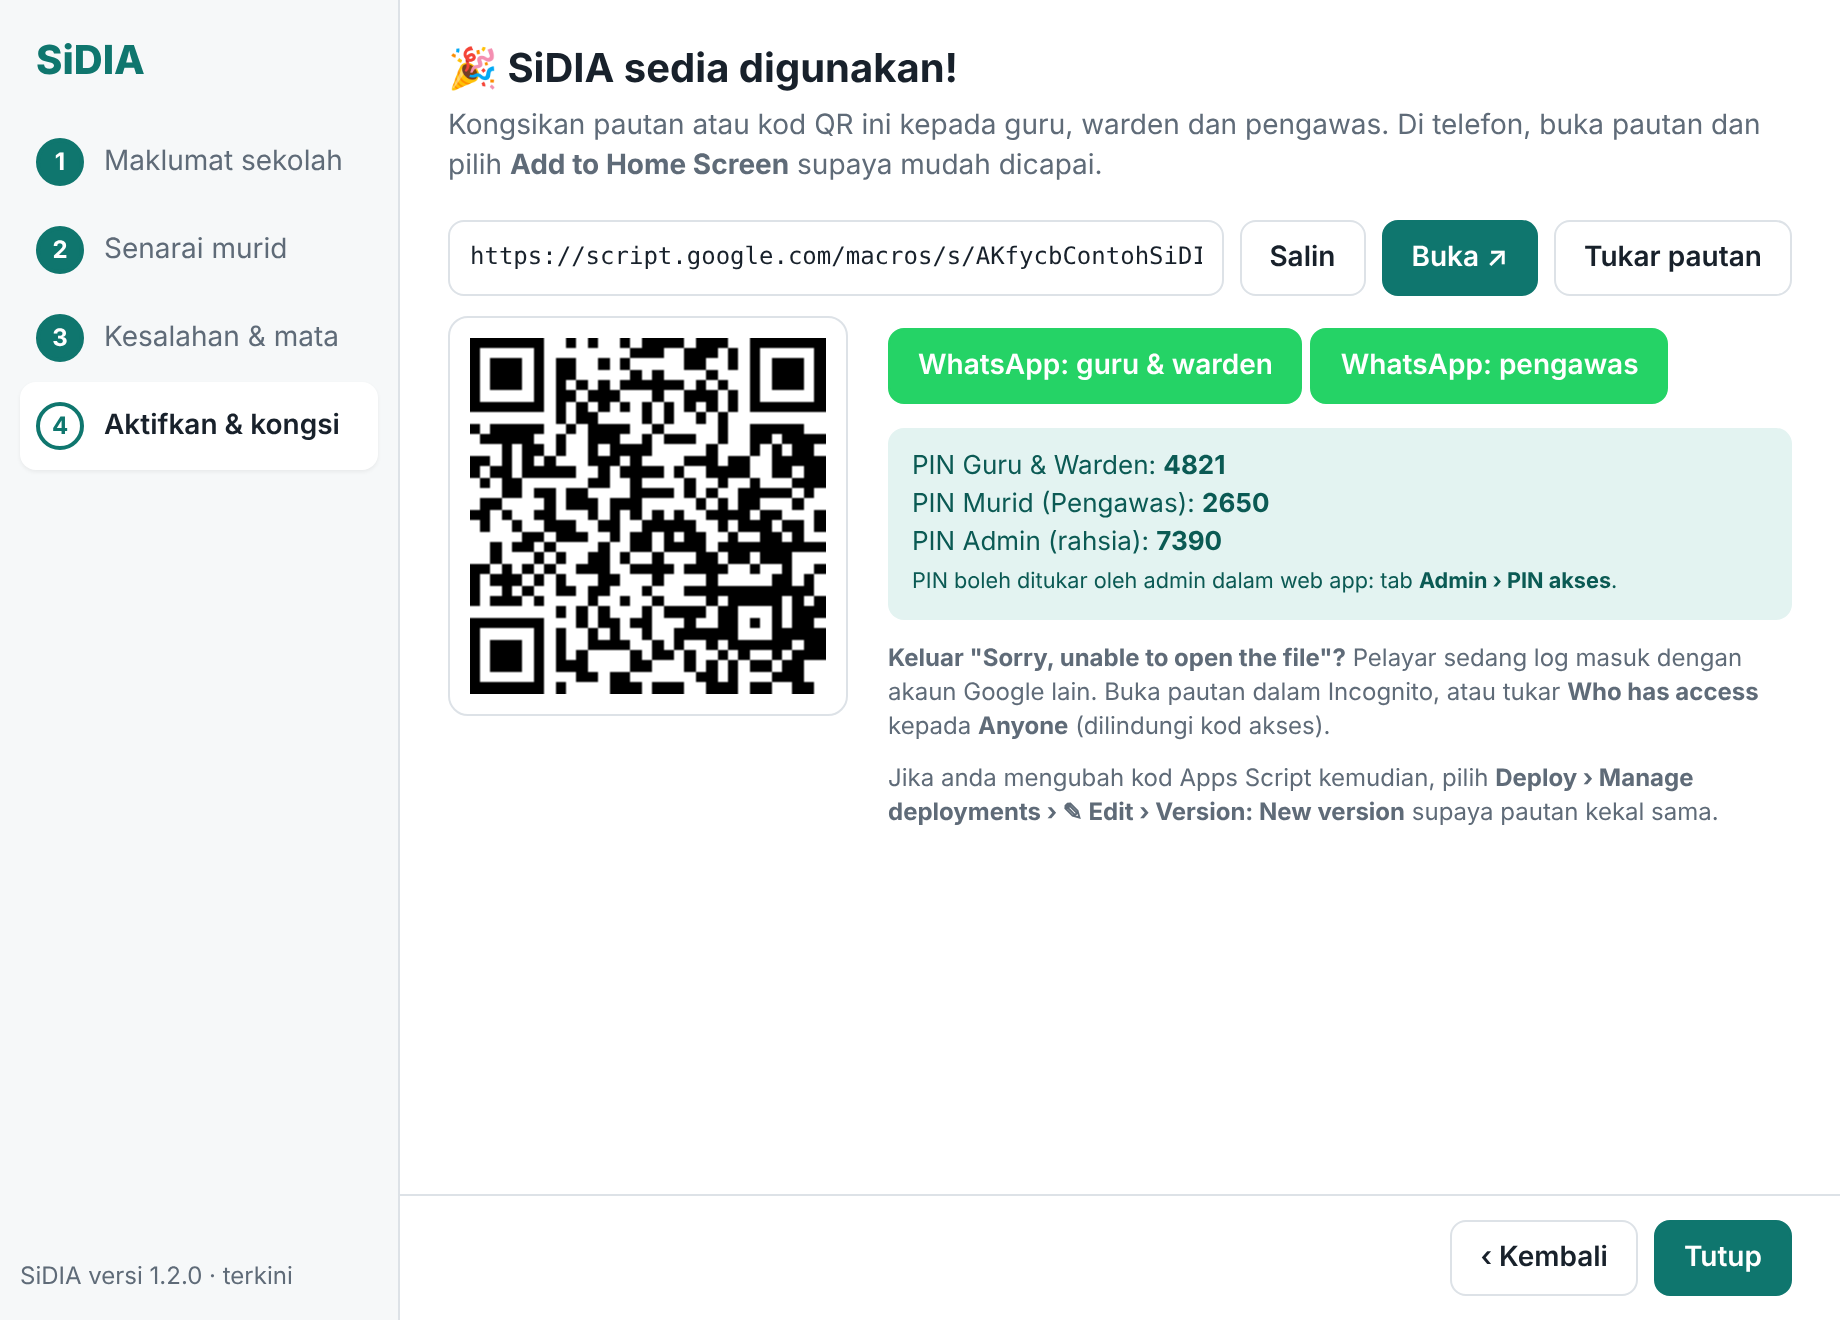 SiDIA
1 Maklumat sekolah
2 Senarai murid
3 Kesalahan & mata
4 Aktifkan & kongsi
SiDIA versi 1.2.0 · terkini
🎉 SiDIA sedia digunakan!
Kongsikan pautan atau kod QR ini kepada guru, warden dan pengawas. Di telefon, buka pautan dan
pilih Add to Home Screen supaya mudah dicapai.
https://script.google.com/macros/s/AKfycbContohSiDI
Salin
Buka ↗
Tukar pautan
WhatsApp: guru & warden
WhatsApp: pengawas
PIN Guru & Warden: 4821
PIN Murid (Pengawas): 2650
PIN Admin (rahsia): 7390
PIN boleh ditukar oleh admin dalam web app: tab Admin › PIN akses.
Keluar "Sorry, unable to open the file"? Pelayar sedang log masuk dengan
akaun Google lain. Buka pautan dalam Incognito, atau tukar Who has access
kepada Anyone (dilindungi kod akses).
Jika anda mengubah kod Apps Script kemudian, pilih Deploy › Manage
deployments › ✎ Edit › Version: New version supaya pautan kekal sama.
‹ Kembali
Tutup